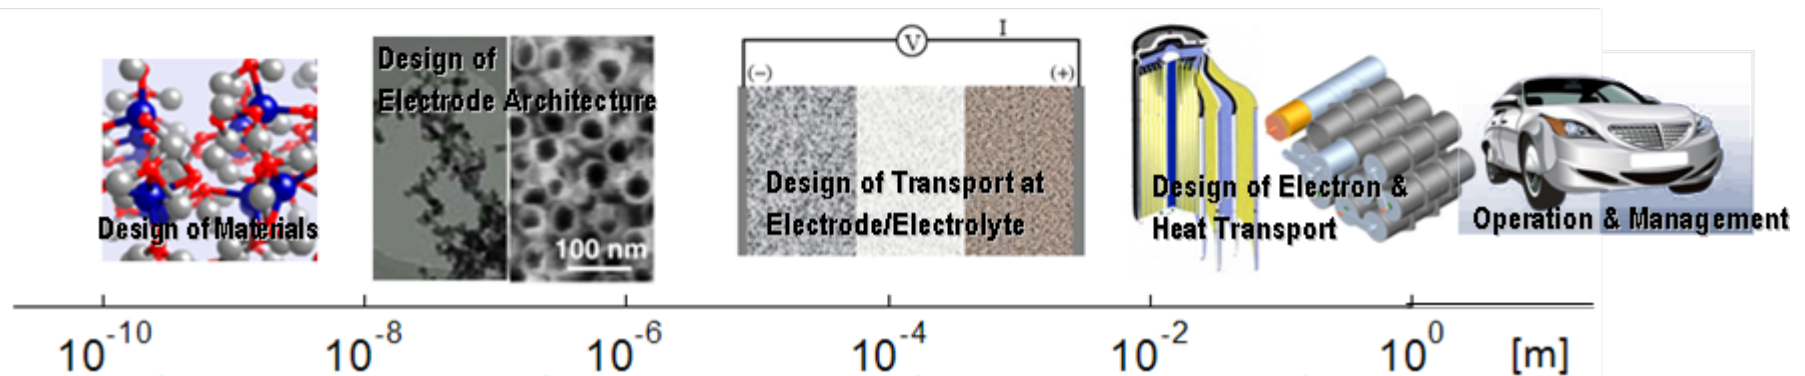 Design of Materials
Design of
Electrode Architecture
100 nm
V
I
(−)
(+)
Design of Transport at
Electrode/Electrolyte
Design of Electron &
Heat Transport
Operation & Management
10⁻¹⁰ 10⁻⁸ 10⁻⁶ 10⁻⁴ 10⁻² 10⁰ [m]